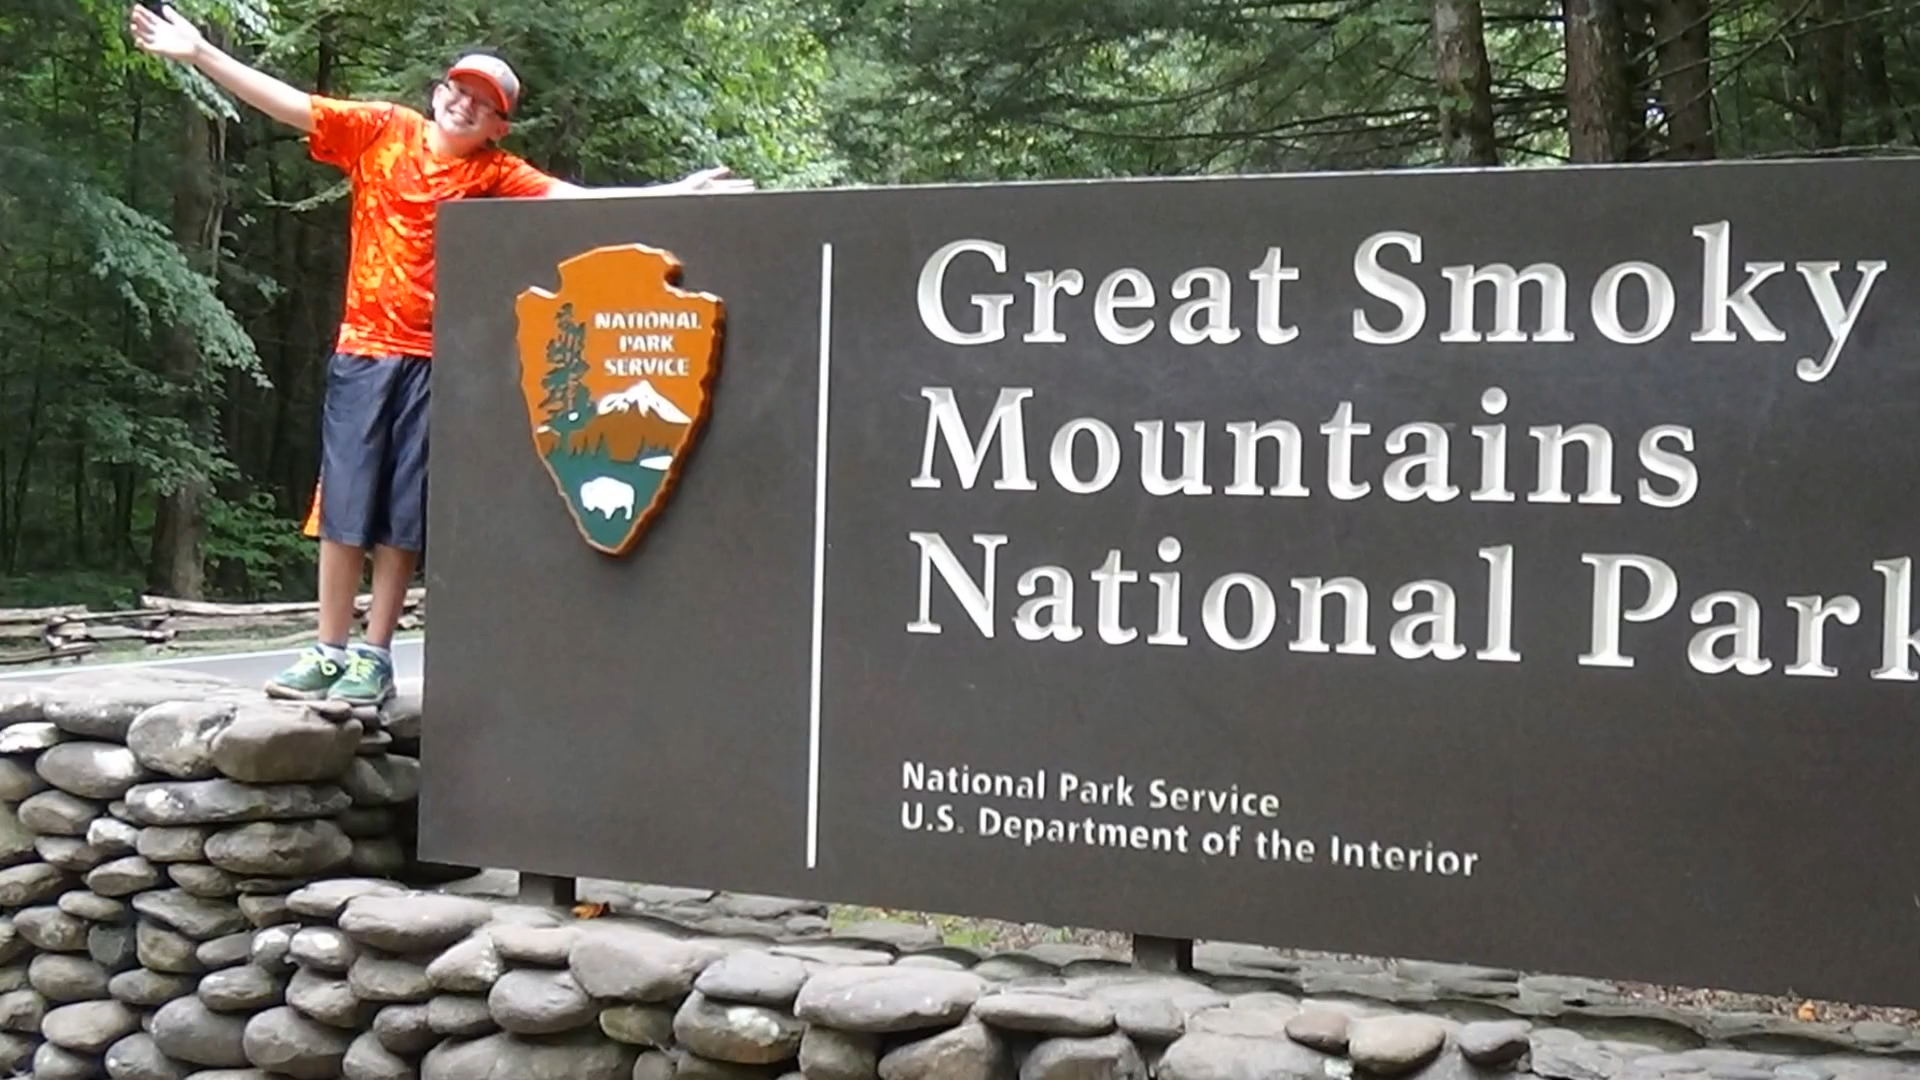 NATIONAL
PARK
SERVICE
Great Smoky
Mountains
National Park
National Park Service
U.S. Department of the Interior